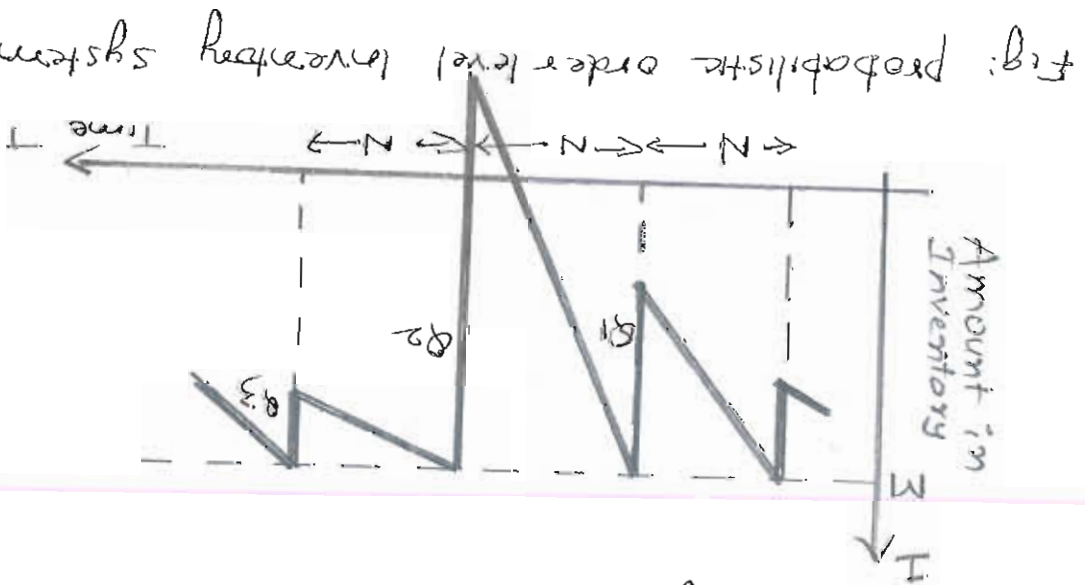 I
M
Amount in
Inventory
Q1
Q2
Q3
N
N
N
Time
T
Fig: probabilistic order level Inventory system